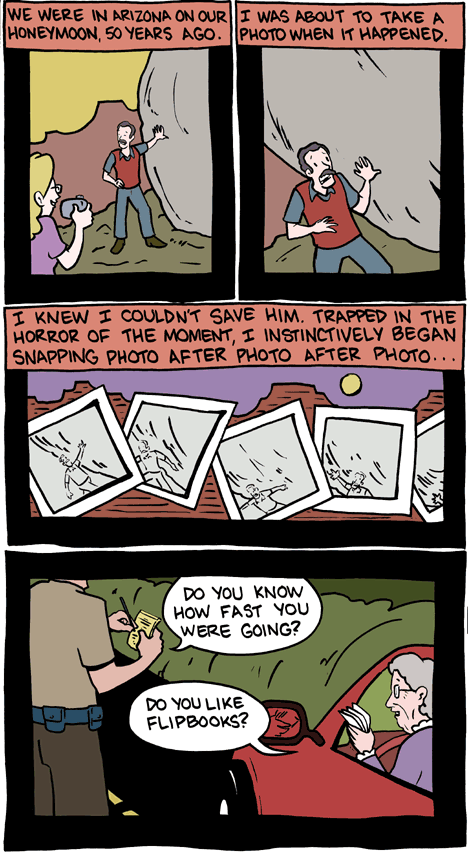 WE WERE IN ARIZONA ON OUR
HONEYMOON, 50 YEARS AGO.
I WAS ABOUT TO TAKE A
PHOTO WHEN IT HAPPENED.
I KNEW I COULDN'T SAVE HIM. TRAPPED IN THE
HORROR OF THE MOMENT, I INSTINCTIVELY BEGAN
SNAPPING PHOTO AFTER PHOTO AFTER PHOTO...
DO YOU KNOW
HOW FAST YOU
WERE GOING?
DO YOU LIKE
FLIPBOOKS?